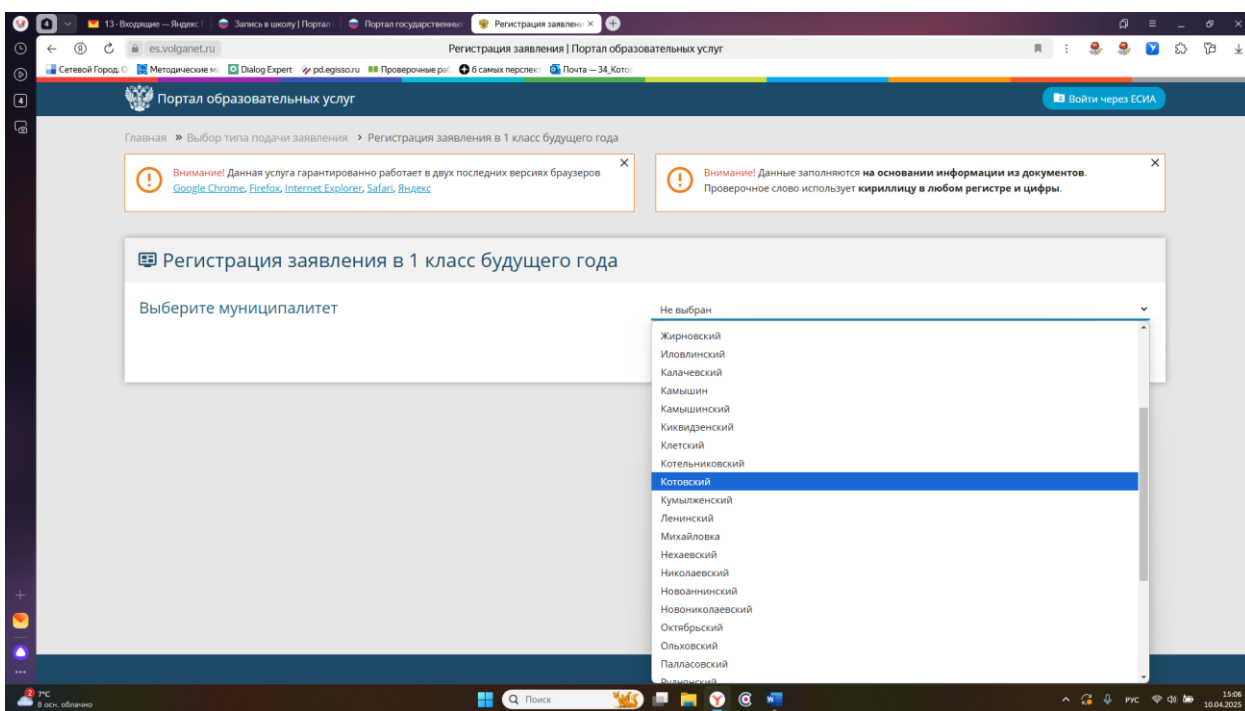 13 · Входящие — Яндекс
Запись в школу | Портал
Портал государственных
Регистрация заявлени
es.volganet.ru
Регистрация заявления | Портал образовательных услуг
Сетевой Город. О
Методические м
Dialog Expert
pd.egisso.ru
Проверочные ра
6 самых перспек
Почта — 34_Кото
4
Портал образовательных услуг
Войти через ЕСИА
Главная » Выбор типа подачи заявления > Регистрация заявления в 1 класс будущего года
Внимание! Данная услуга гарантированно работает в двух последних версиях браузеров
Google Chrome, Firefox, Internet Explorer, Safari, Яндекс
Внимание! Данные заполняются на основании информации из документов.
Проверочное слово использует кириллицу в любом регистре и цифры.
Регистрация заявления в 1 класс будущего года
Выберите муниципалитет
Не выбран
Жирновский
Иловлинский
Калачевский
Камышин
Камышинский
Киквидзенский
Клетский
Котельниковский
Котовский
Кумылженский
Ленинский
Михайловка
Нехаевский
Николаевский
Новоаннинский
Новониколаевский
Октябрьский
Ольховский
Палласовский
Руднянский
2
7°C
В осн. облачно
Поиск
РУС
15:06
10.04.2025